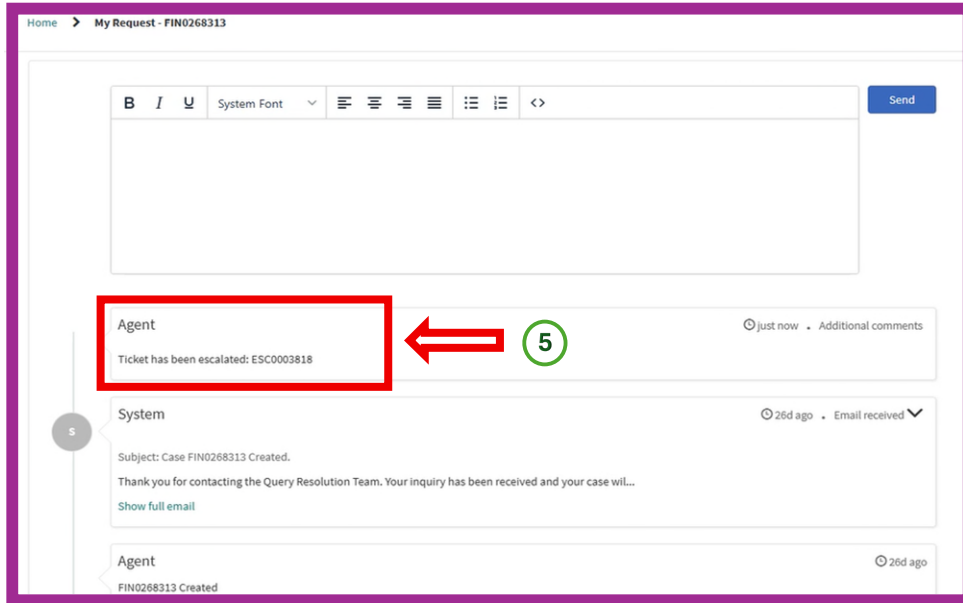 Home > My Request - FIN0268313
B I U System Font <> Send
Agent just now . Additional comments
Ticket has been escalated: ESC0003818
5
System 26d ago . Email received
S
Subject: Case FIN0268313 Created.
Thank you for contacting the Query Resolution Team. Your inquiry has been received and your case wil...
Show full email
Agent 26d ago
FIN0268313 Created